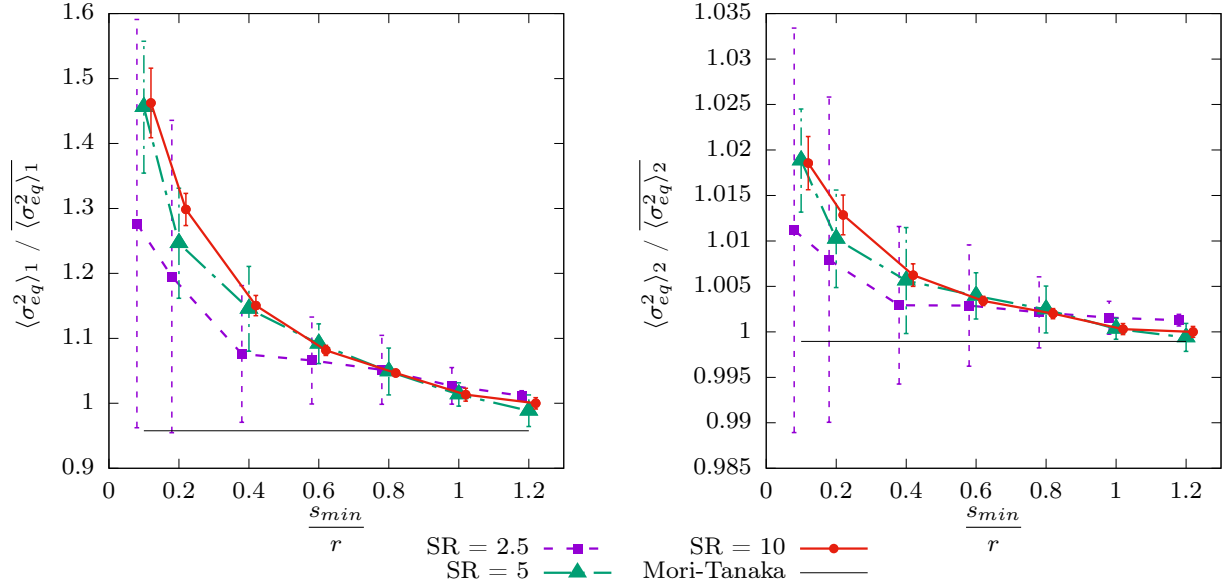 ⟨σ²_eq⟩₁ / \overline{⟨σ²_eq⟩₁}
1.6
1.5
1.4
1.3
1.2
1.1
1
0.9
0 0.2 0.4 0.6 0.8 1 1.2
s_min
r
⟨σ²_eq⟩₂ / \overline{⟨σ²_eq⟩₂}
1.035
1.03
1.025
1.02
1.015
1.01
1.005
1
0.995
0.99
0.985
0 0.2 0.4 0.6 0.8 1 1.2
s_min
r
SR = 2.5
SR = 5
SR = 10
Mori-Tanaka